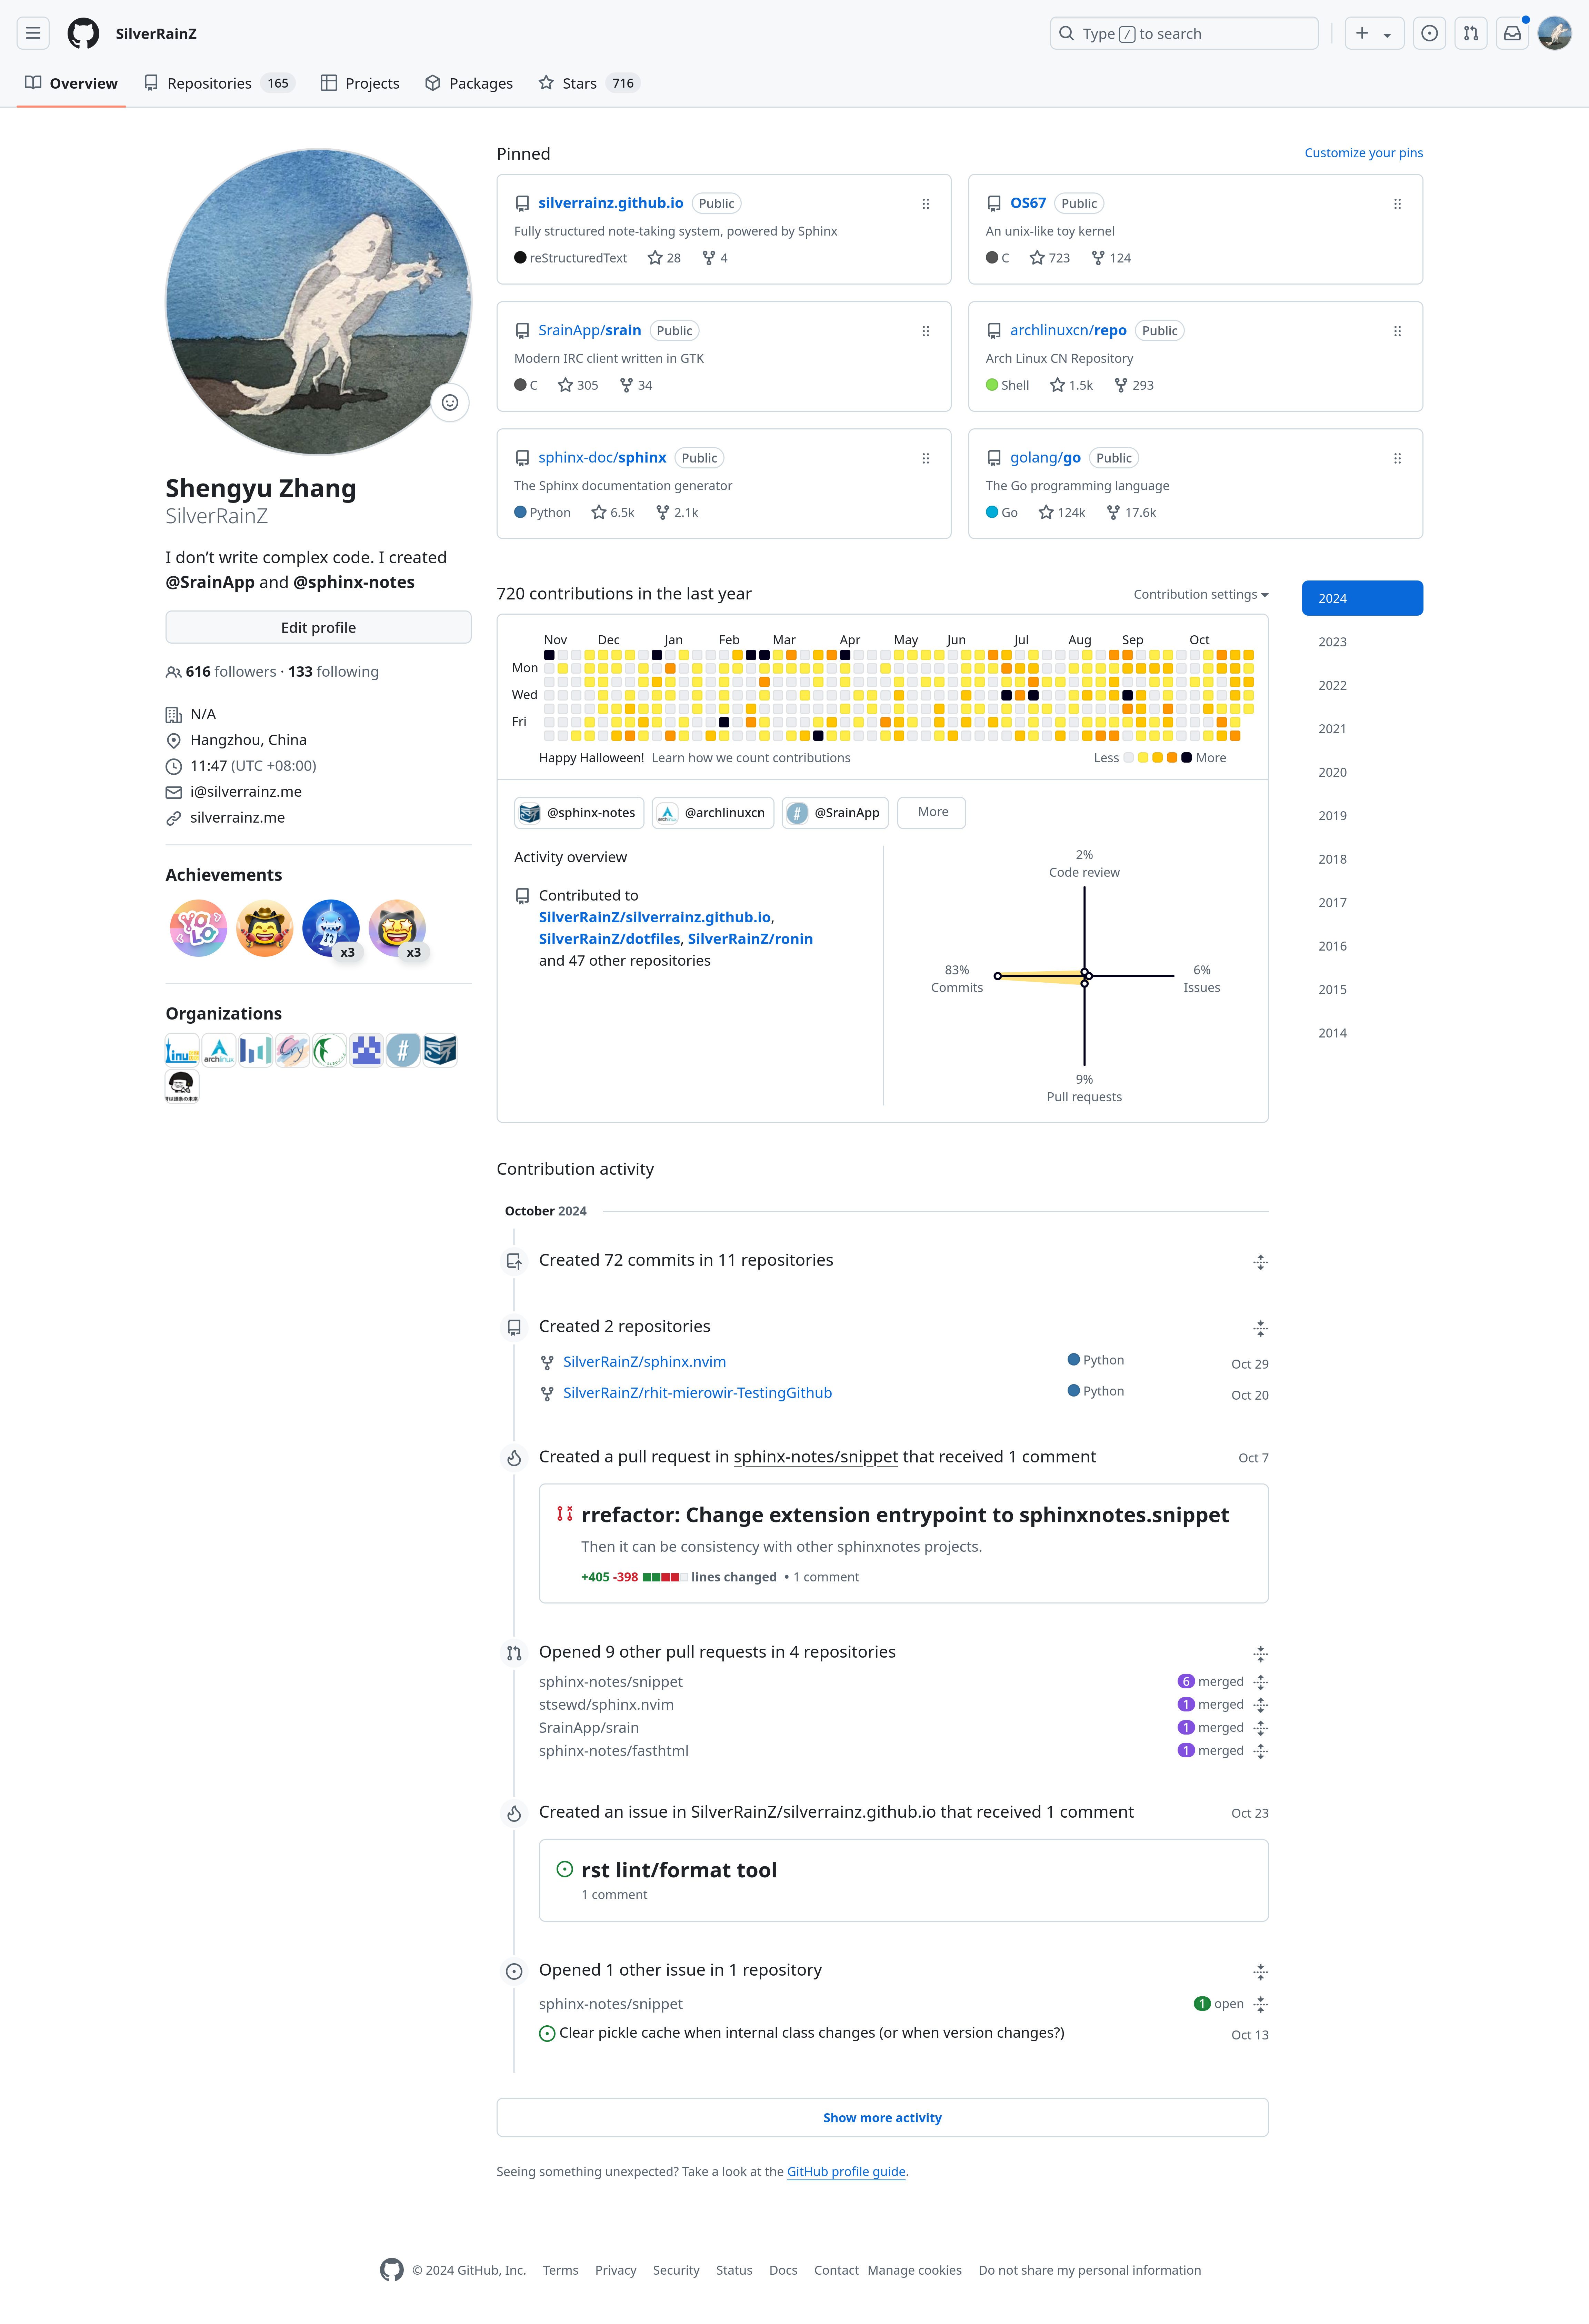 SilverRainZ
Type / to search
Overview
Repositories 165
Projects
Packages
Stars 716
Shengyu Zhang
SilverRainZ
I don’t write complex code. I created
@SrainApp and @sphinx-notes
Edit profile
616 followers · 133 following
N/A
Hangzhou, China
11:47 (UTC +08:00)
i@silverrainz.me
silverrainz.me
Achievements
YOLO
x3
x3
Organizations
Pinned
Customize your pins
silverrainz.github.io Public
Fully structured note-taking system, powered by Sphinx
reStructuredText 28 4
OS67 Public
An unix-like toy kernel
C 723 124
SrainApp/srain Public
Modern IRC client written in GTK
C 305 34
archlinuxcn/repo Public
Arch Linux CN Repository
Shell 1.5k 293
sphinx-doc/sphinx Public
The Sphinx documentation generator
Python 6.5k 2.1k
golang/go Public
The Go programming language
Go 124k 17.6k
720 contributions in the last year
Contribution settings
Nov Dec Jan Feb Mar Apr May Jun Jul Aug Sep Oct
Mon
Wed
Fri
Happy Halloween! Learn how we count contributions
Less More
@sphinx-notes
@archlinuxcn
@SrainApp
More
Activity overview
Contributed to
SilverRainZ/silverrainz.github.io,
SilverRainZ/dotfiles, SilverRainZ/ronin
and 47 other repositories
2%
Code review
83%
Commits
6%
Issues
9%
Pull requests
2024
2023
2022
2021
2020
2019
2018
2017
2016
2015
2014
Contribution activity
October 2024
Created 72 commits in 11 repositories
Created 2 repositories
SilverRainZ/sphinx.nvim Python Oct 29
SilverRainZ/rhit-mierowir-TestingGithub Python Oct 20
Created a pull request in sphinx-notes/snippet that received 1 comment Oct 7
rrefactor: Change extension entrypoint to sphinxnotes.snippet
Then it can be consistency with other sphinxnotes projects.
+405 -398 lines changed • 1 comment
Opened 9 other pull requests in 4 repositories
sphinx-notes/snippet 6 merged
stsewd/sphinx.nvim 1 merged
SrainApp/srain 1 merged
sphinx-notes/fasthtml 1 merged
Created an issue in SilverRainZ/silverrainz.github.io that received 1 comment Oct 23
rst lint/format tool
1 comment
Opened 1 other issue in 1 repository
sphinx-notes/snippet 1 open
Clear pickle cache when internal class changes (or when version changes?) Oct 13
Show more activity
Seeing something unexpected? Take a look at the GitHub profile guide.
© 2024 GitHub, Inc. Terms Privacy Security Status Docs Contact Manage cookies Do not share my personal information